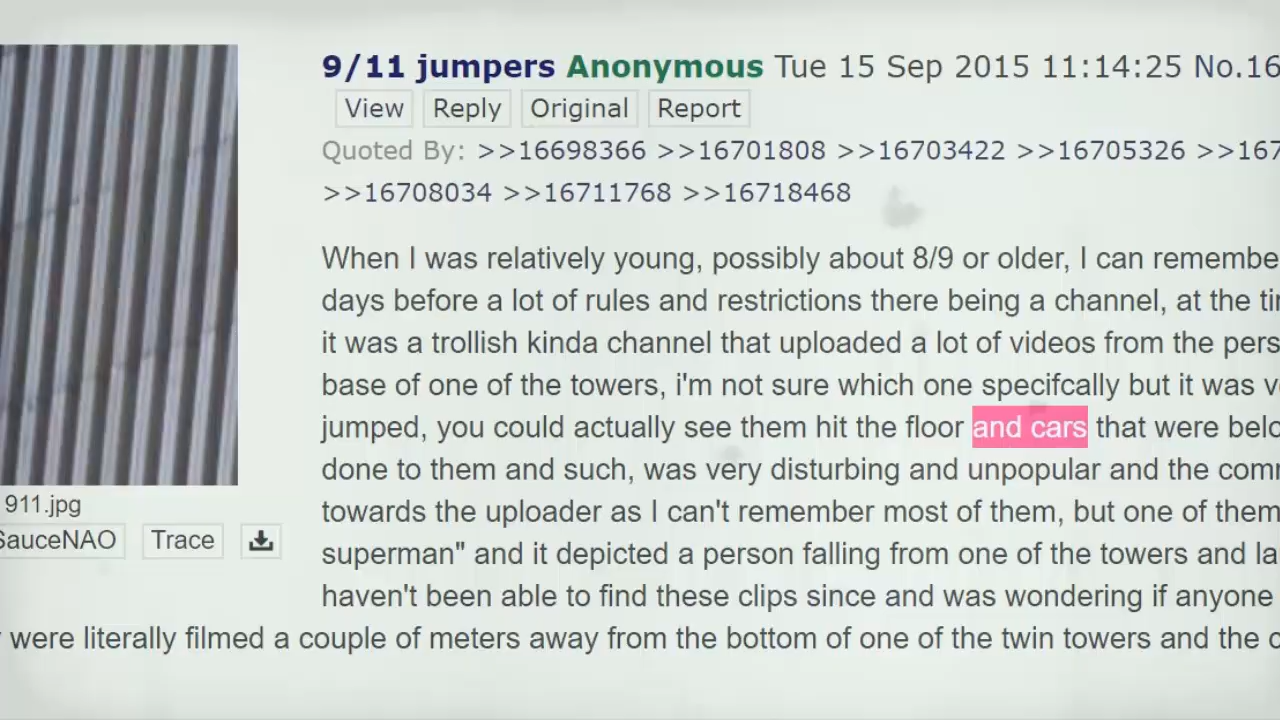 9/11 jumpers Anonymous Tue 15 Sep 2015 11:14:25 No.16
View Reply Original Report
Quoted By: >>16698366 >>16701808 >>16703422 >>16705326 >>167
>>16708034 >>16711768 >>16718468
When I was relatively young, possibly about 8/9 or older, I can remembe
days before a lot of rules and restrictions there being a channel, at the ti
it was a trollish kinda channel that uploaded a lot of videos from the pers
base of one of the towers, i'm not sure which one specifcally but it was v
jumped, you could actually see them hit the floor and cars that were belo
done to them and such, was very disturbing and unpopular and the com
towards the uploader as I can't remember most of them, but one of them
superman" and it depicted a person falling from one of the towers and la
haven't been able to find these clips since and was wondering if anyone
were literally filmed a couple of meters away from the bottom of one of the twin towers and the c
911.jpg
SauceNAO Trace